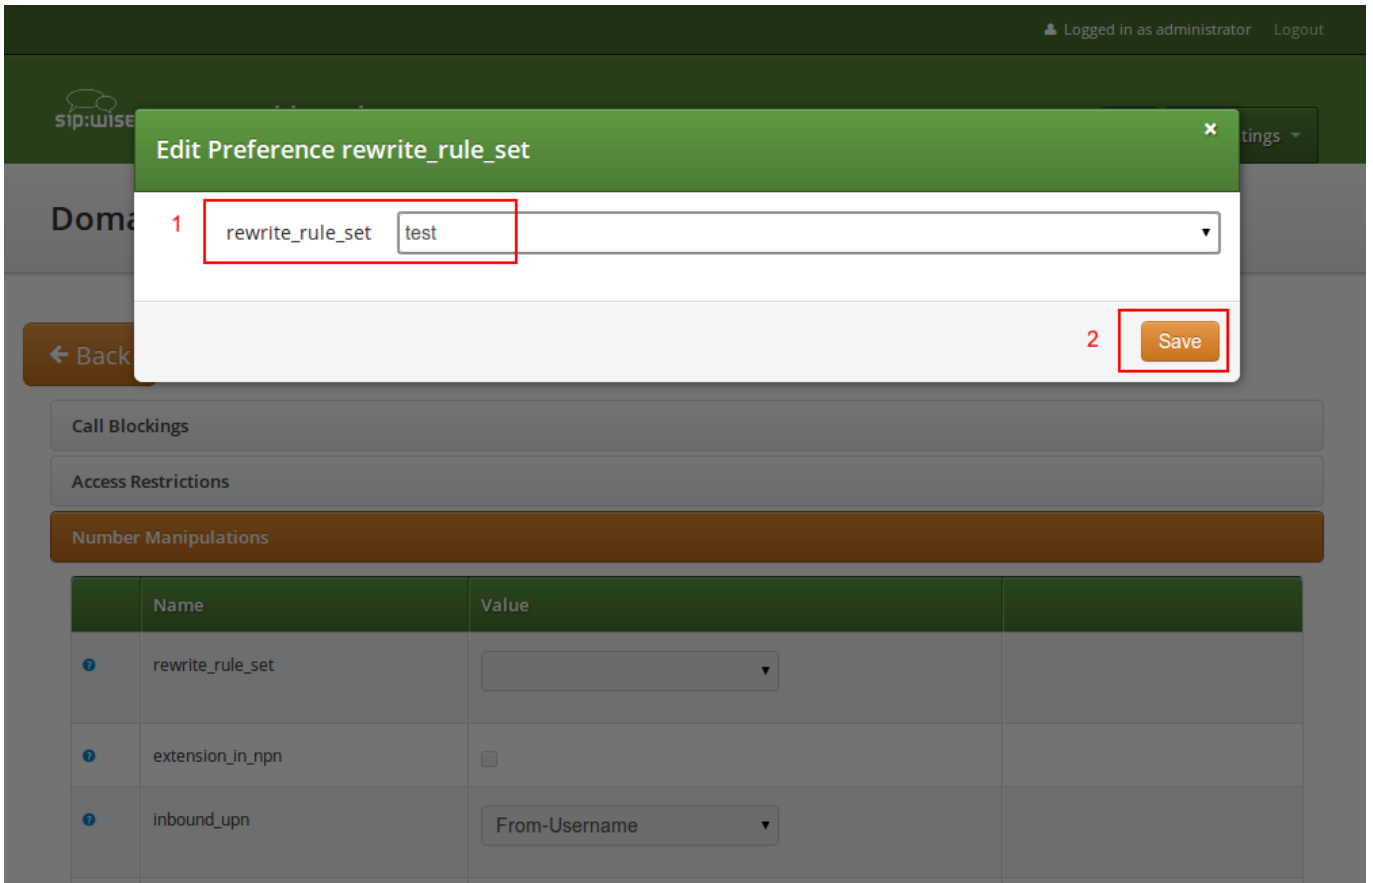 Logged in as administrator Logout
sip:wise
tings
Edit Preference rewrite_rule_set
×
Doma
1
rewrite_rule_set test
2
Save
Back
Call Blockings
Access Restrictions
Number Manipulations
Name Value
rewrite_rule_set
extension_in_npn
inbound_upn From-Username